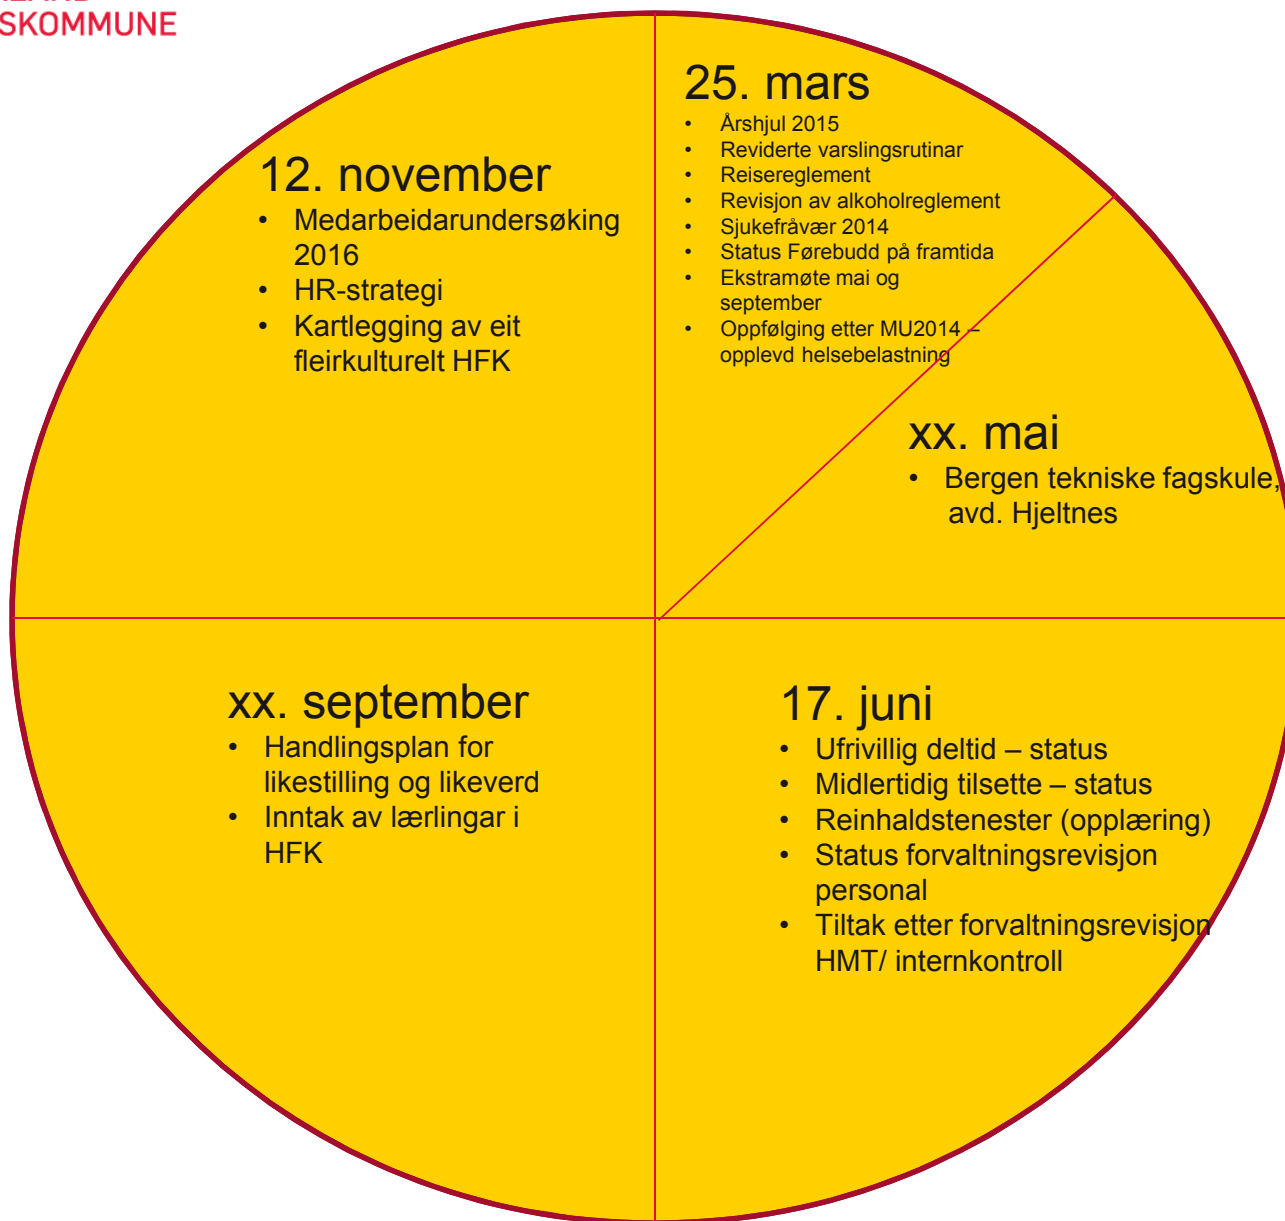 SKOMMUNE
25. mars
• Årshjul 2015
• Reviderte varslingsrutinar
• Reisereglement
• Revisjon av alkoholreglement
• Sjukefråvær 2014
• Status Førebudd på framtida
• Ekstramøte mai og
september
• Oppfølging etter MU2014 –
opplevd helsebelastning
xx. mai
• Bergen tekniske fagskule,
avd. Hjeltnes
17. juni
• Ufrivillig deltid – status
• Midlertidig tilsette – status
• Reinhaldstenester (opplæring)
• Status forvaltningsrevisjon
personal
• Tiltak etter forvaltningsrevisjon
HMT/ internkontroll
xx. september
• Handlingsplan for
likestilling og likeverd
• Inntak av lærlingar i
HFK
12. november
• Medarbeidarundersøking
2016
• HR-strategi
• Kartlegging av eit
fleirkulturelt HFK